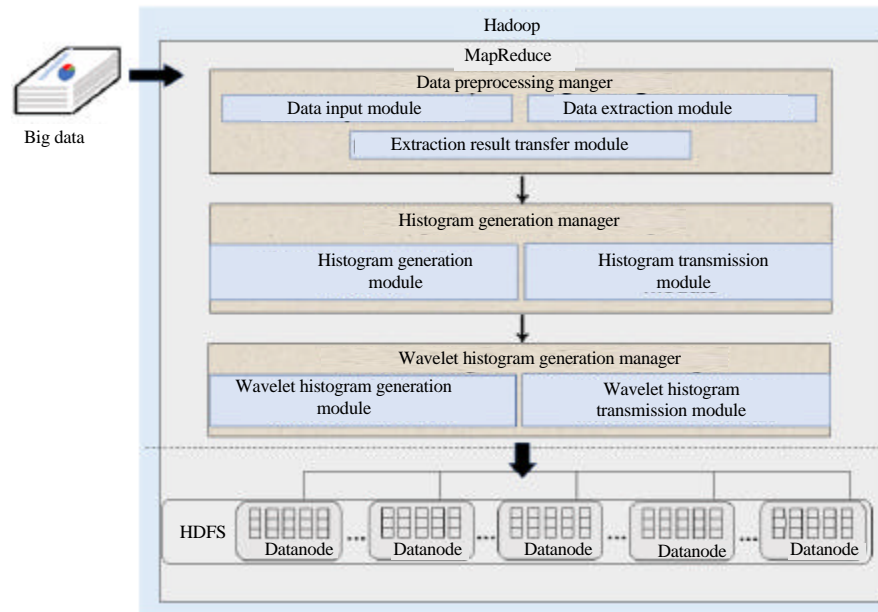 Hadoop
MapReduce
Data preprocessing manger
Data input module
Data extraction module
Extraction result transfer module
Big data
Histogram generation manager
Histogram generation
module
Histogram transmission
module
Wavelet histogram generation manager
Wavelet histogram generation
module
Wavelet histogram
transmission module
HDFS
Datanode
...
Datanode
...
Datanode
...
Datanode
...
Datanode